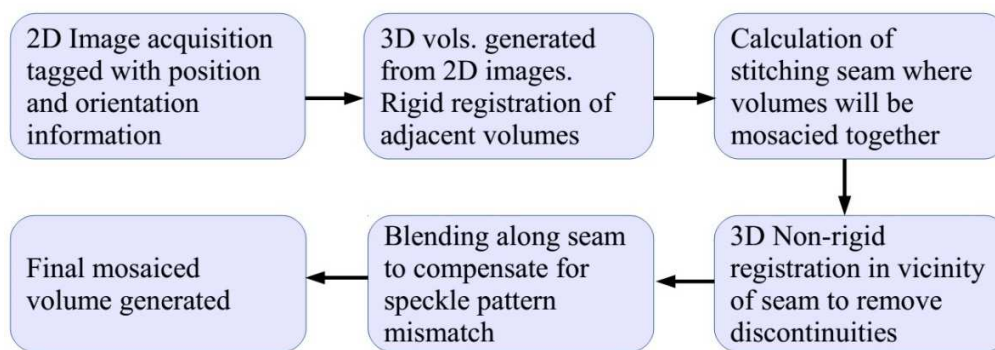 2D Image acquisition
tagged with position
and orientation
information
3D vols. generated
from 2D images.
Rigid registration of
adjacent volumes
Calculation of
stitching seam where
volumes will be
mosacied together
3D Non-rigid
registration in vicinity
of seam to remove
discontinuities
Blending along seam
to compensate for
speckle pattern
mismatch
Final mosaiced
volume generated